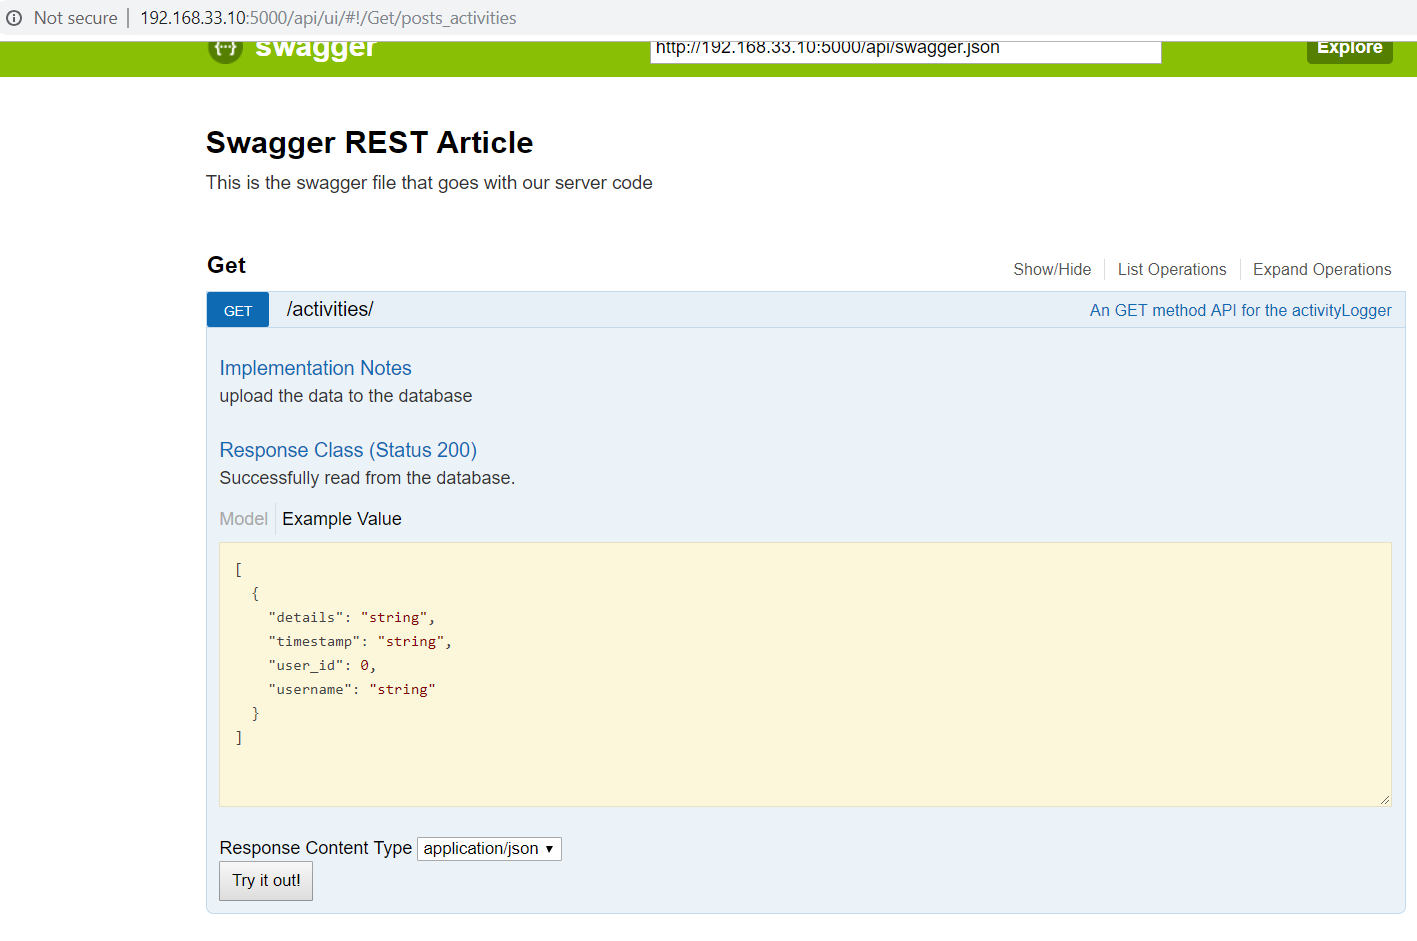 Not secure | 192.168.33.10:5000/api/ui/#!/Get/posts_activities
{···} swagger http://192.168.33.10:5000/api/swagger.json Explore
Swagger REST Article
This is the swagger file that goes with our server code
Get Show/Hide List Operations Expand Operations
GET /activities/ An GET method API for the activityLogger
Implementation Notes
upload the data to the database
Response Class (Status 200)
Successfully read from the database.
Model Example Value
[
{
"details": "string",
"timestamp": "string",
"user_id": 0,
"username": "string"
}
]
Response Content Type application/json
Try it out!